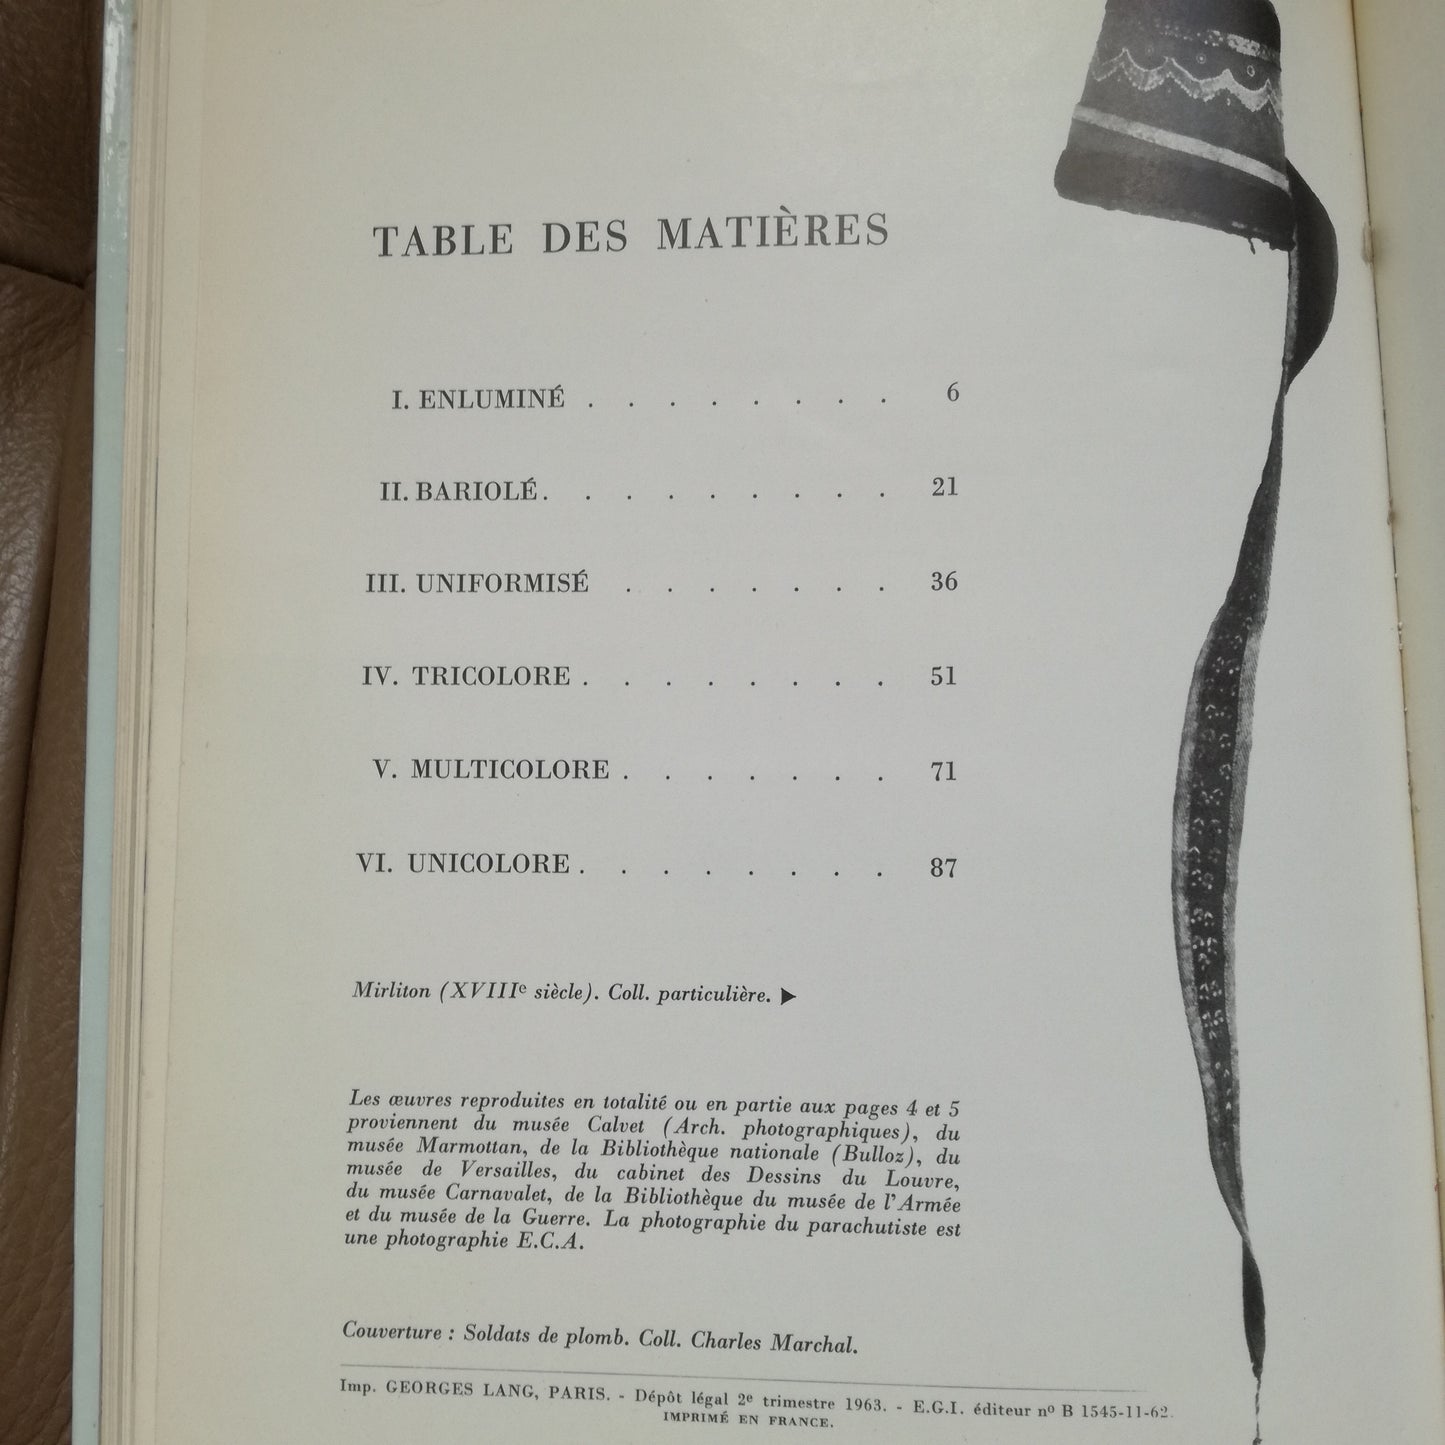 TABLE DES MATIÈRES
I. ENLUMINÉ . . . . . . . . 6
II. BARIOLÉ . . . . . . . . . 21
III. UNIFORMISÉ . . . . . . . 36
IV. TRICOLORE . . . . . . . . 51
V. MULTICOLORE . . . . . . . 71
VI. UNICOLORE . . . . . . . . 87
Mirliton (XVIIIe siècle). Coll. particulière. ▶
Les œuvres reproduites en totalité ou en partie aux pages 4 et 5
proviennent du musée Calvet (Arch. photographiques), du
musée Marmottan, de la Bibliothèque nationale (Bulloz), du
musée de Versailles, du cabinet des Dessins du Louvre,
du musée Carnavalet, de la Bibliothèque du musée de l'Armée
et du musée de la Guerre. La photographie du parachutiste est
une photographie E.C.A.
Couverture : Soldats de plomb. Coll. Charles Marchal.
Imp. GEORGES LANG, PARIS. - Dépôt légal 2e trimestre 1963. - E.G.I. éditeur no B 1545-11-62.
IMPRIMÉ EN FRANCE.